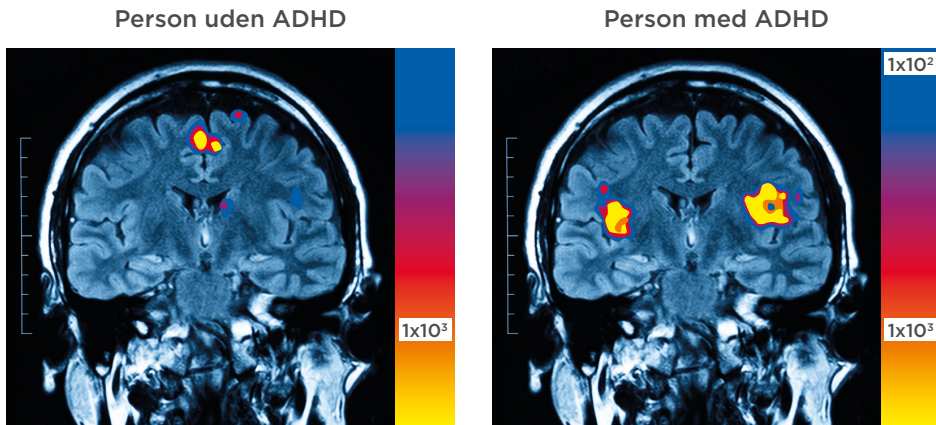 Person uden ADHD
Person med ADHD
1x10²
1x10³
1x10³